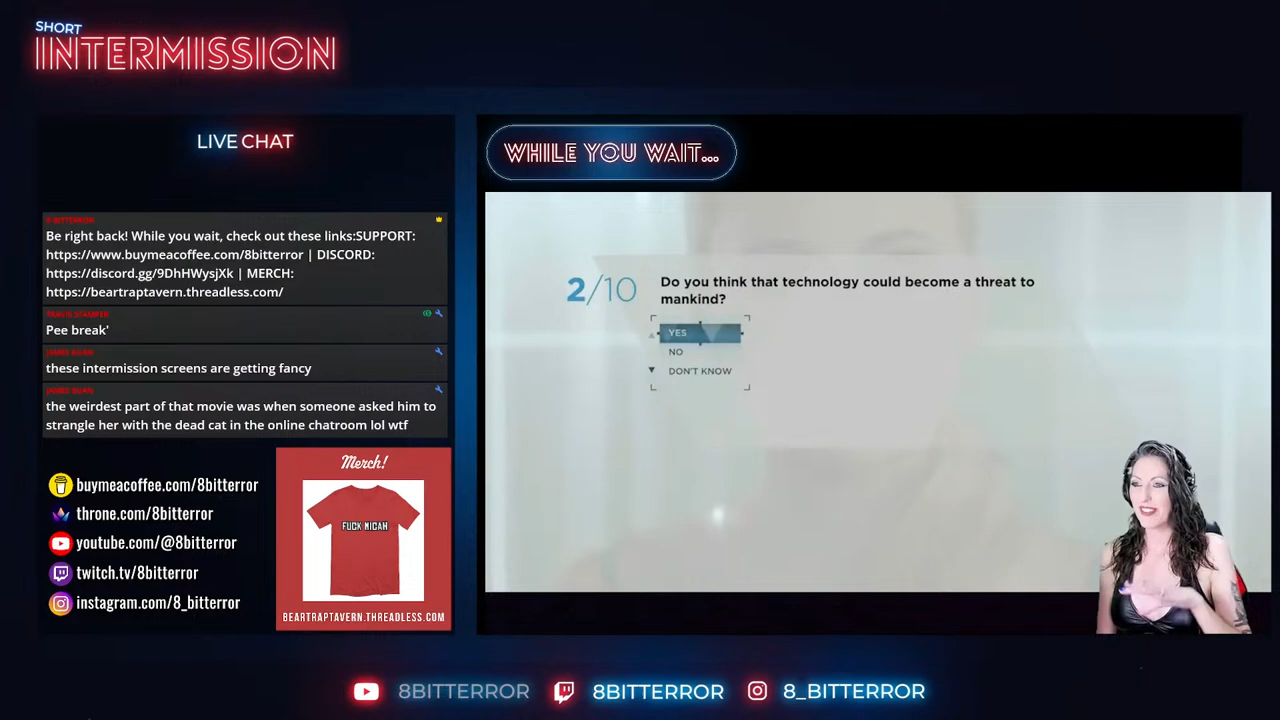 SHORT
INTERMISSION
LIVE CHAT
8-BITTERROR
Be right back! While you wait, check out these links:SUPPORT:
https://www.buymeacoffee.com/8bitterror | DISCORD:
https://discord.gg/9DhHWysjXk | MERCH:
https://beartraptavern.threadless.com/
Pee break'
these intermission screens are getting fancy
the weirdest part of that movie was when someone asked him to
strangle her with the dead cat in the online chatroom lol wtf
buymeacoffee.com/8bitterror
throne.com/8bitterror
youtube.com/@8bitterror
twitch.tv/8bitterror
instagram.com/8_bitterror
Merch!
FUCK MICAH
BEARTRAPTAVERN.THREADLESS.COM
WHILE YOU WAIT...
2/10
Do you think that technology could become a threat to
mankind?
YES
NO
DON'T KNOW
8BITTERROR
8BITTERROR
8_BITTERROR